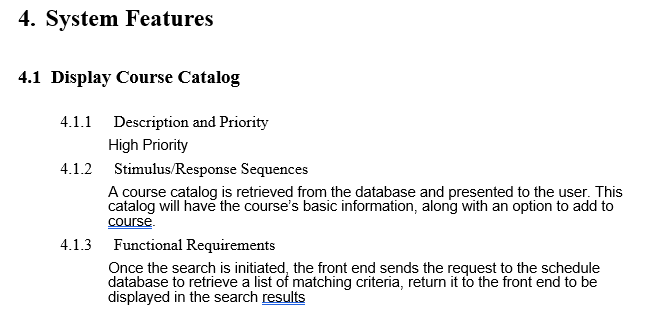 4. System Features
4.1 Display Course Catalog
4.1.1 Description and Priority
High Priority
4.1.2 Stimulus/Response Sequences
A course catalog is retrieved from the database and presented to the user. This
catalog will have the course's basic information, along with an option to add to
course.
4.1.3 Functional Requirements
Once the search is initiated, the front end sends the request to the schedule
database to retrieve a list of matching criteria, return it to the front end to be
displayed in the search results